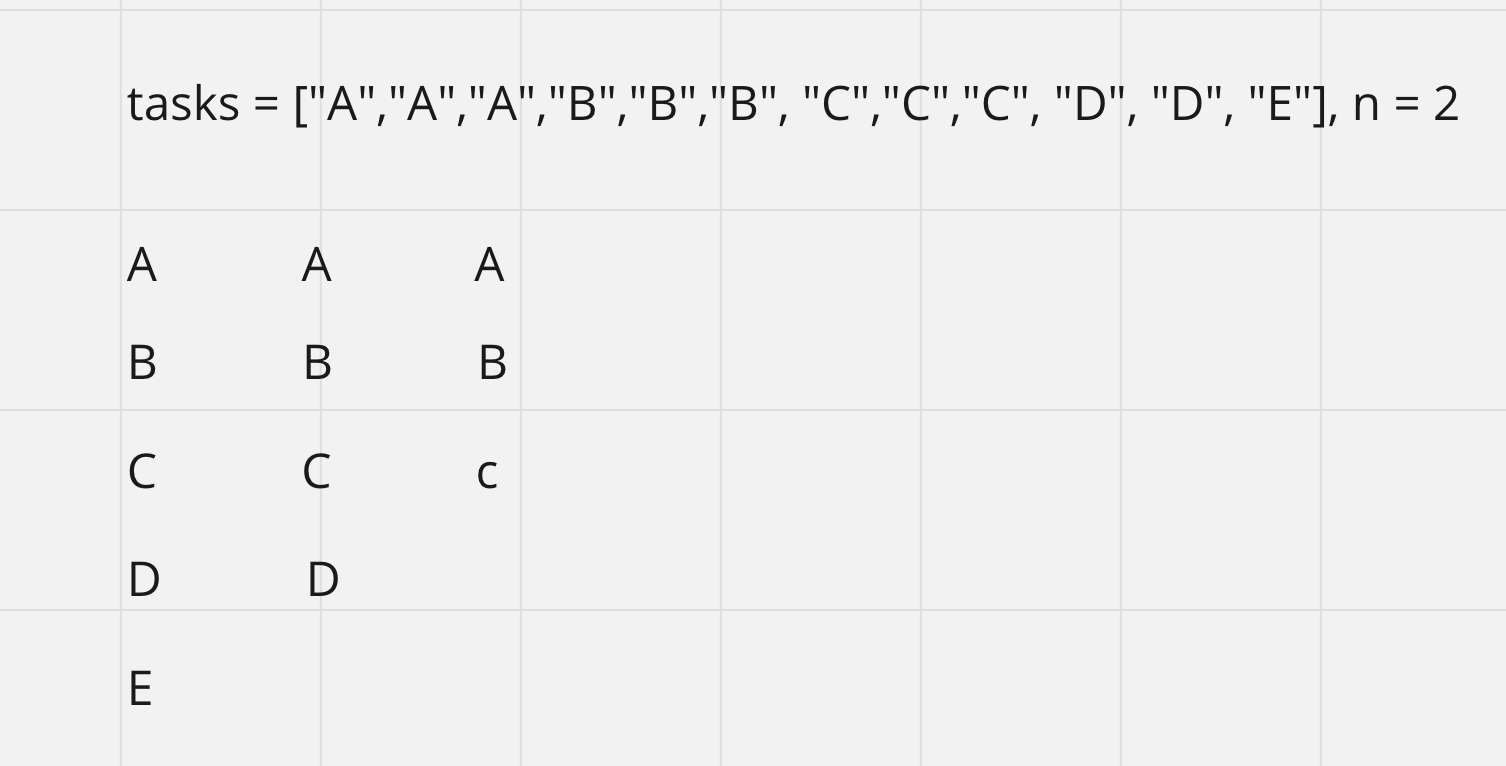 tasks = ["A","A","A","B","B","B", "C","C","C", "D", "D", "E"], n = 2
A A A
B B B
C C c
D D
E